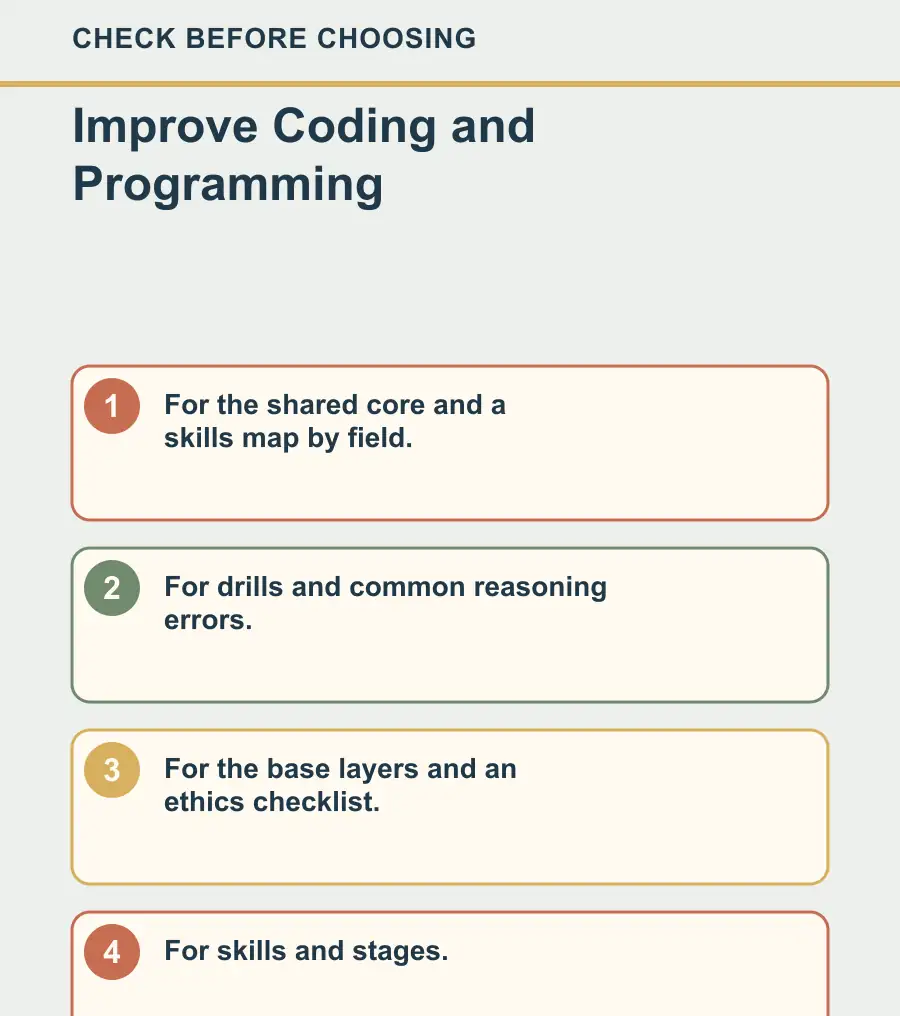 CHECK BEFORE CHOOSING
Improve Coding and
Programming
1
For the shared core and a
skills map by field.
2
For drills and common reasoning
errors.
3
For the base layers and an
ethics checklist.
4
For skills and stages.